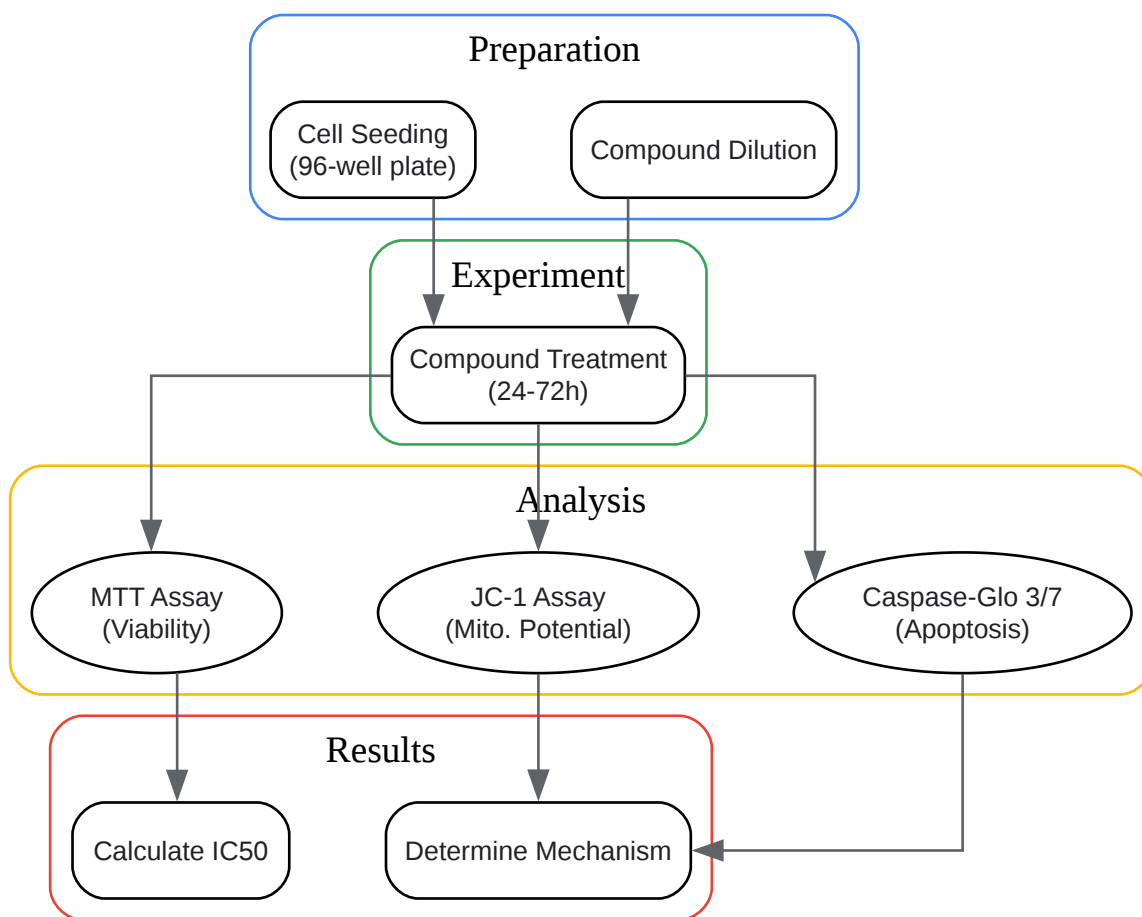 Preparation
Cell Seeding
(96-well plate)
Compound Dilution
Experiment
Compound Treatment
(24-72h)
Analysis
MTT Assay
(Viability)
JC-1 Assay
(Mito. Potential)
Caspase-Glo 3/7
(Apoptosis)
Results
Calculate IC50
Determine Mechanism